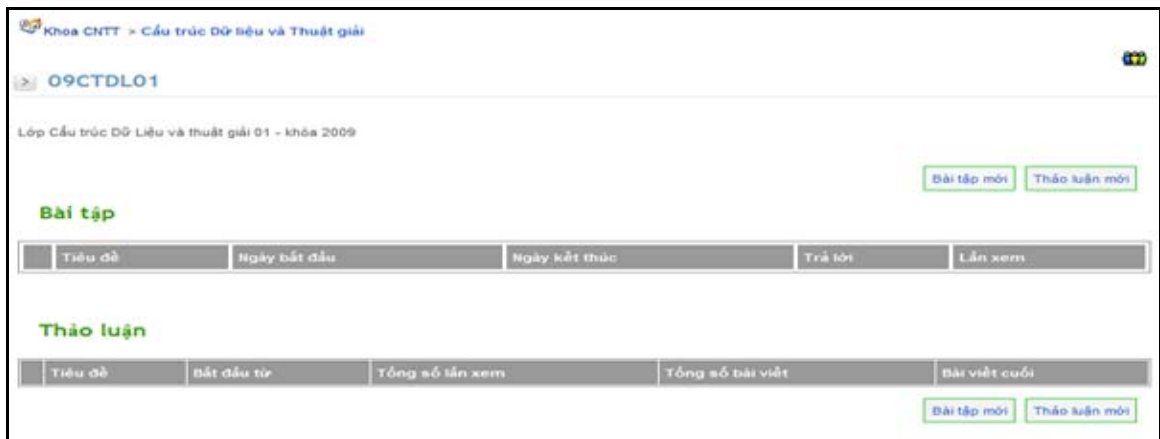 Khoa CNTT > Cấu trúc Dữ liệu và Thuật giải
09CTDL01
Lớp Cấu trúc Dữ Liệu và thuật giải 01 - khóa 2009
Bài tập mới Thảo luận mới
Bài tập
Tiêu đề Ngày bắt đầu Ngày kết thúc Trả lời Lần xem
Thảo luận
Tiêu đề Bắt đầu từ Tổng số lần xem Tổng số bài viết Bài viết cuối
Bài tập mới Thảo luận mới